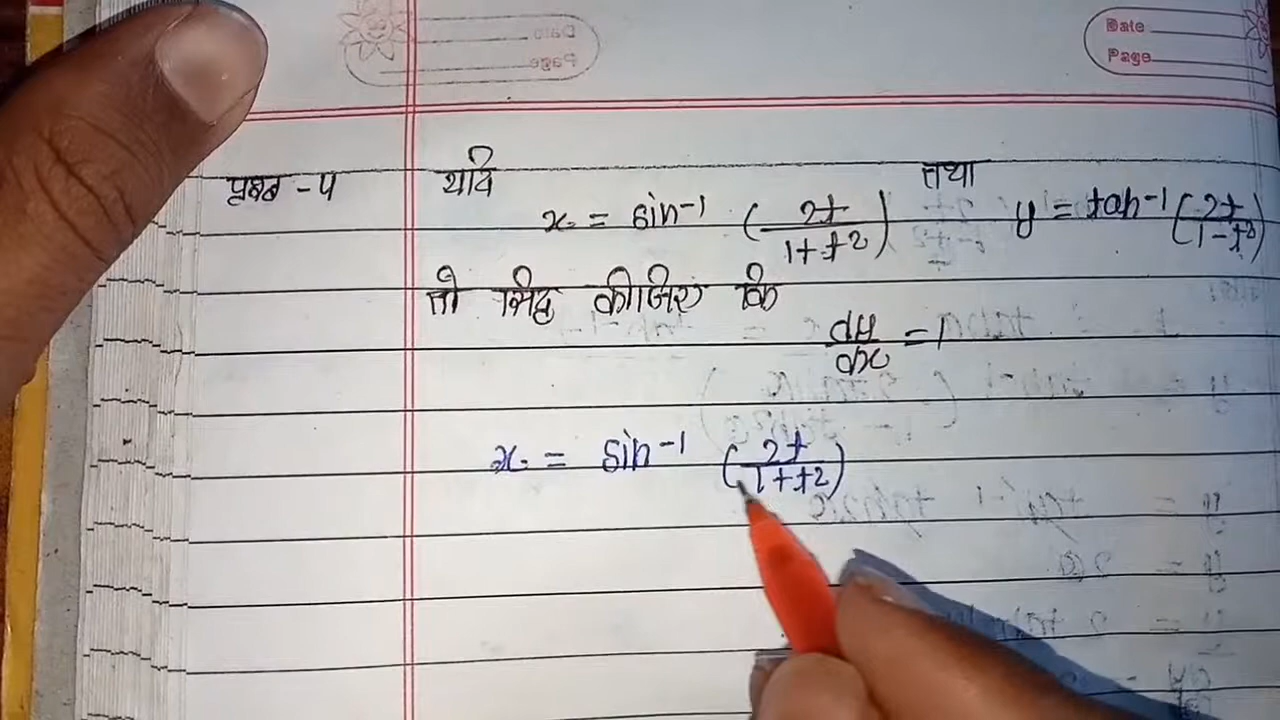 Date
Page
प्रश्न - 4 यदि x = sin⁻¹ (2t/1+t²) तथा y = tan⁻¹ (2t/1-t²)
तो सिद्ध कीजिए कि
dy/dx = 1
x = sin⁻¹ (2t/1+t²)